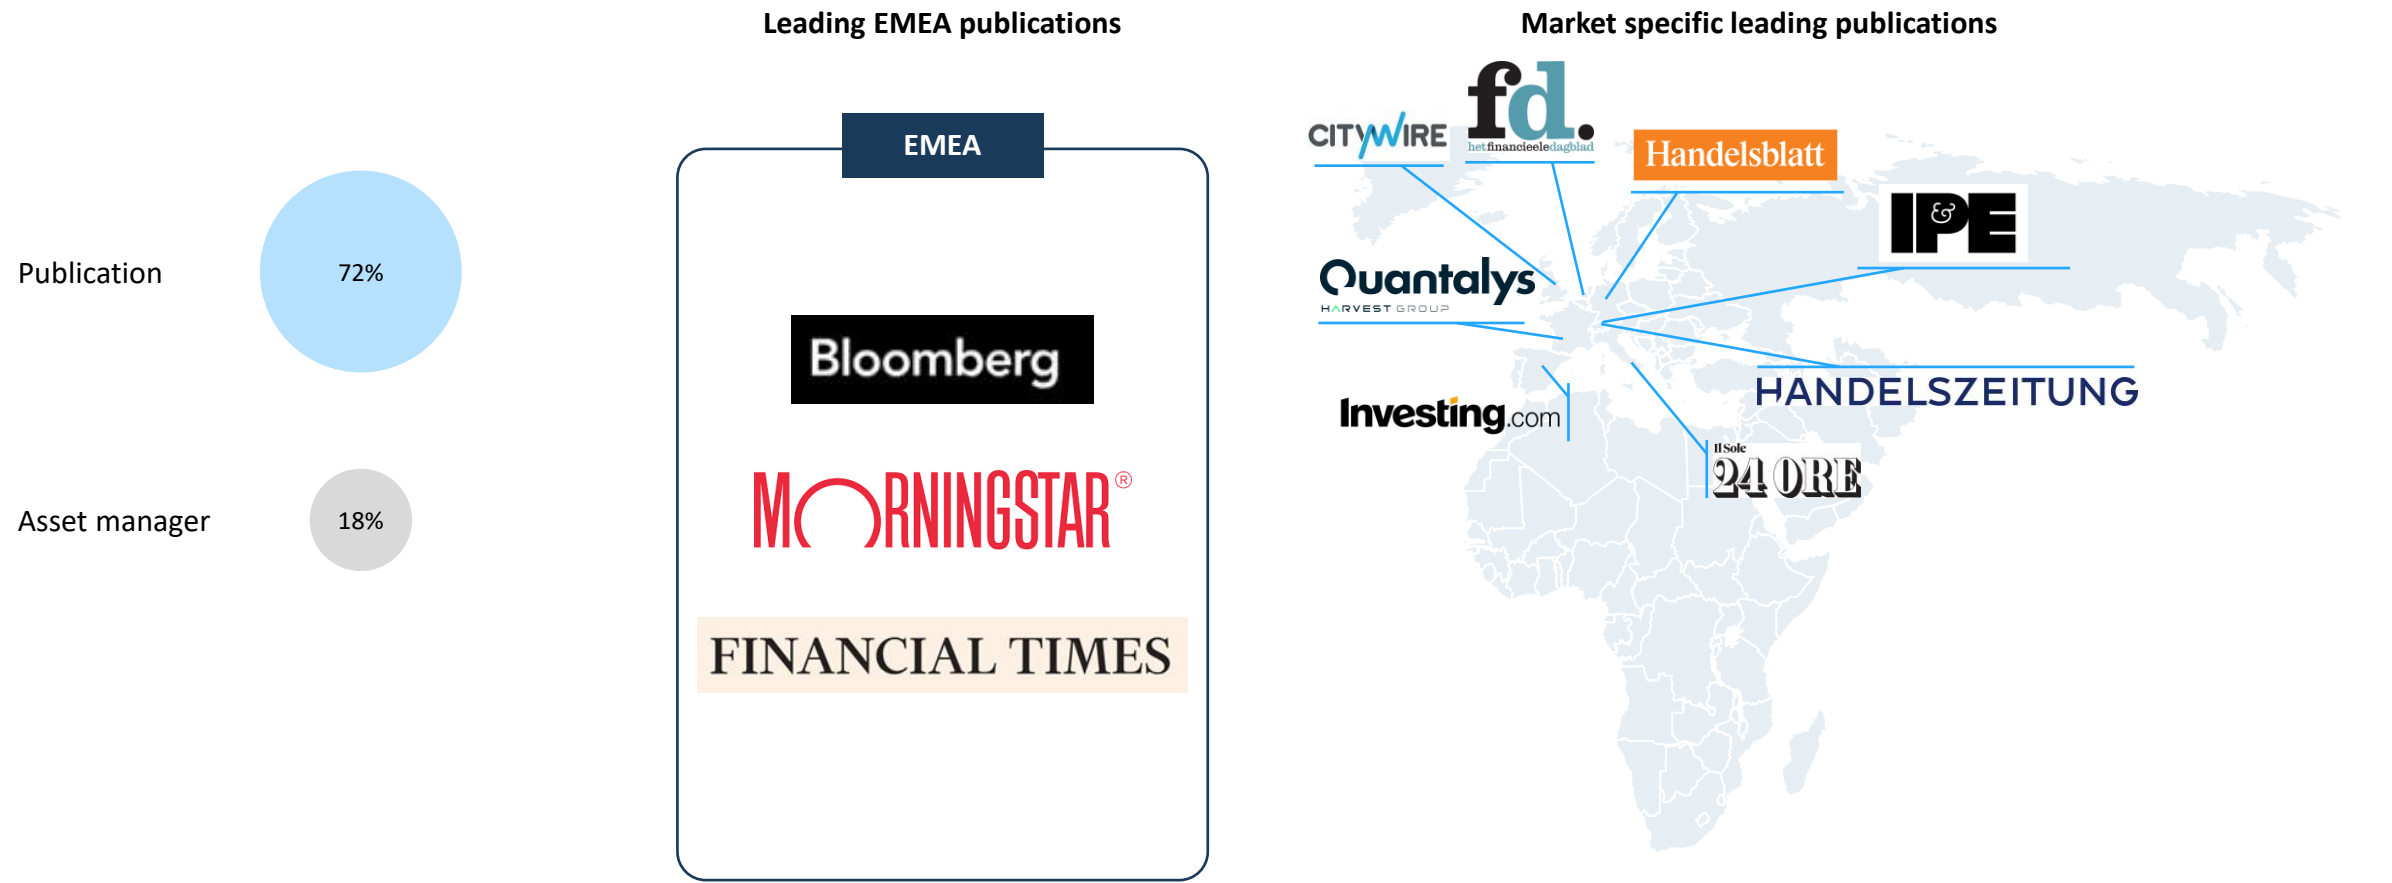 Leading EMEA publications
Market specific leading publications
Publication
72%
Asset manager
18%
EMEA
Bloomberg
MORNINGSTAR®
FINANCIAL TIMES
CITYWIRE
fd.
hetfinancieeledagblad
Handelsblatt
IP&E
Quantalys
HARVEST GROUP
HANDELSZEITUNG
Investing.com
Il Sole
24 ORE